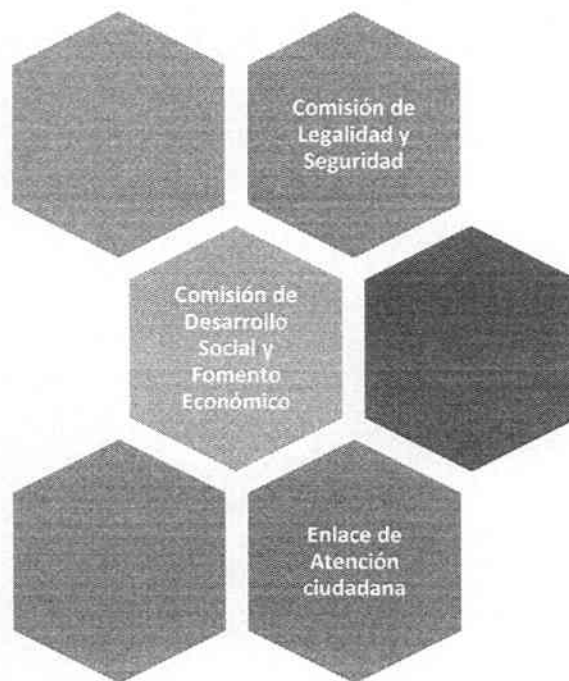 Comisión de
Legalidad y
Seguridad
Comisión de
Desarrollo
Social y
Fomento
Económico
Enlace de
Atención
ciudadana